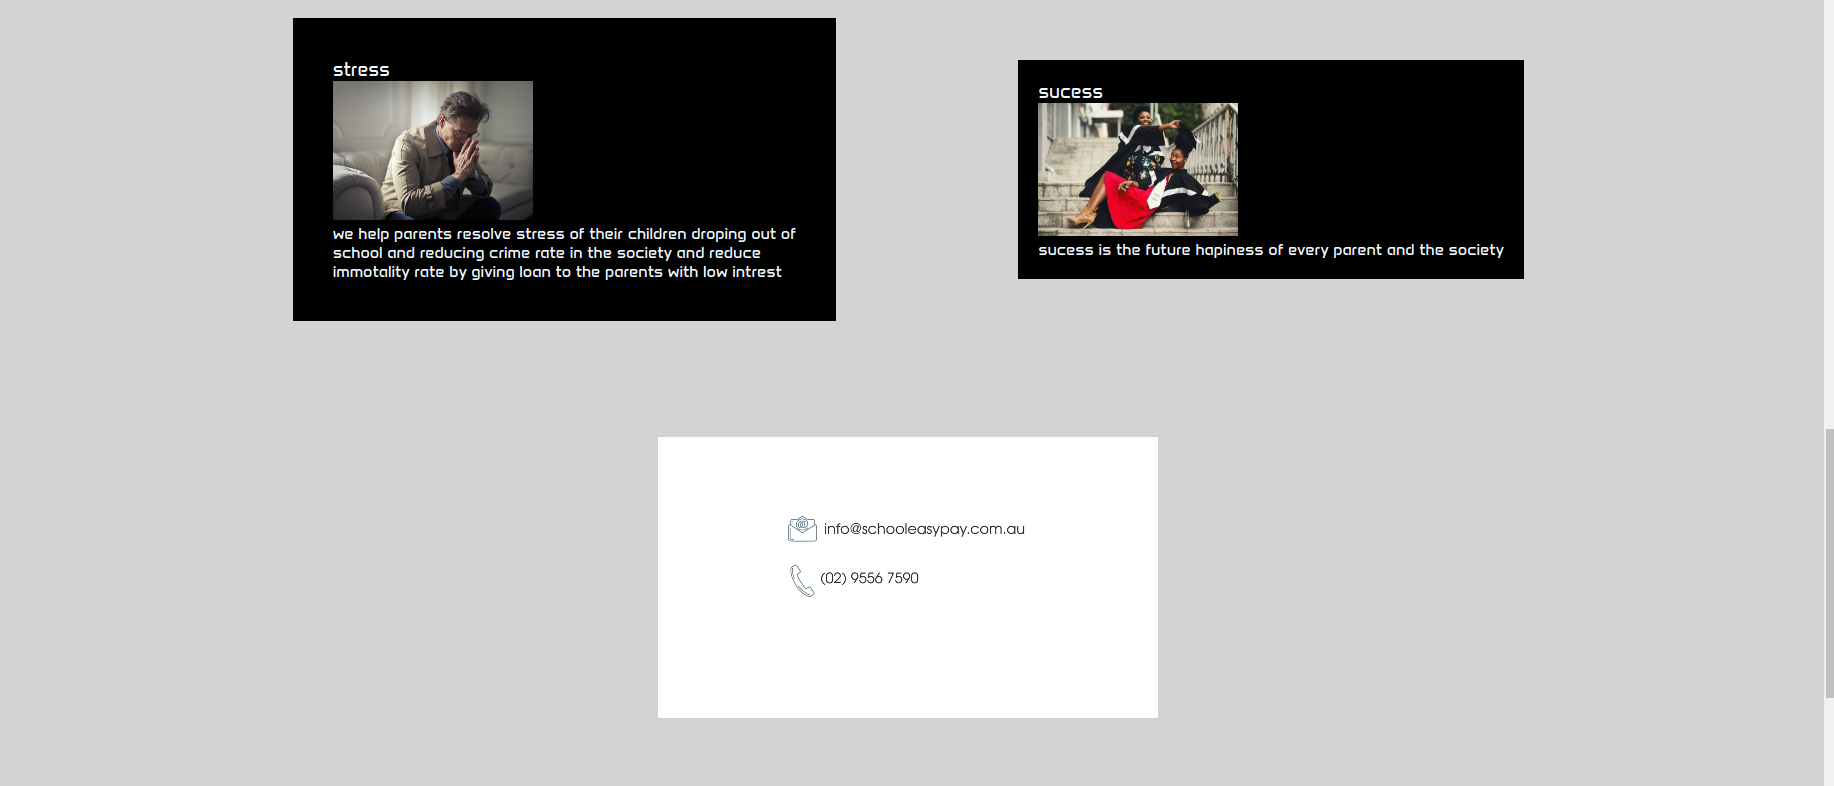 stress
we help parents resolve stress of their children droping out of
school and reducing crime rate in the society and reduce
immotality rate by giving loan to the parents with low intrest
sucess
sucess is the future hapiness of every parent and the society
info@schooleasypay.com.au
(02) 9556 7590